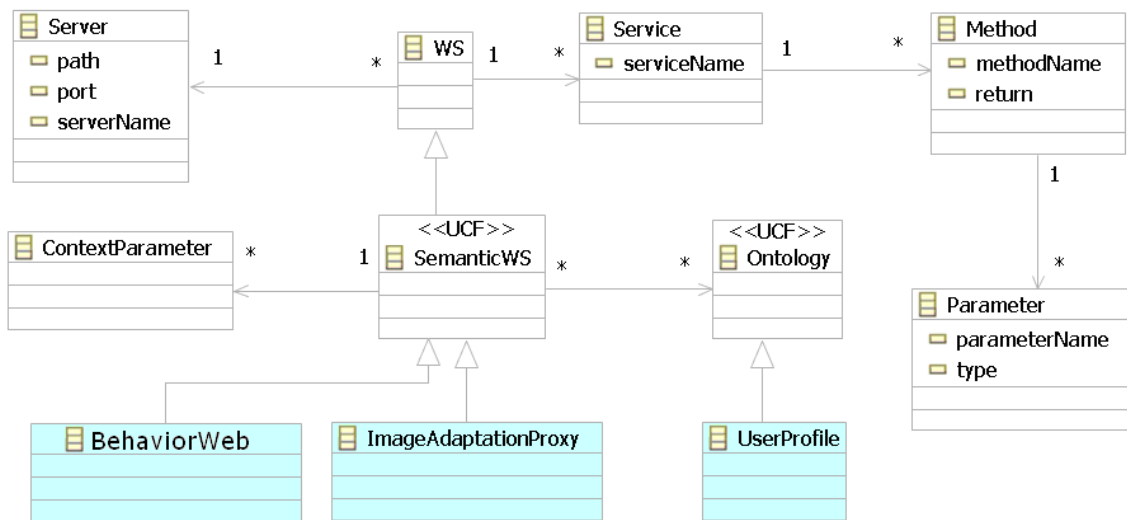 Server
path
port
serverName
1
*
WS
1
*
Service
serviceName
1
*
Method
methodName
return
1
*
ContextParameter
*
1
<<UCF>>
SemanticWS
*
*
<<UCF>>
Ontology
Parameter
parameterName
type
BehaviorWeb
ImageAdaptationProxy
UserProfile